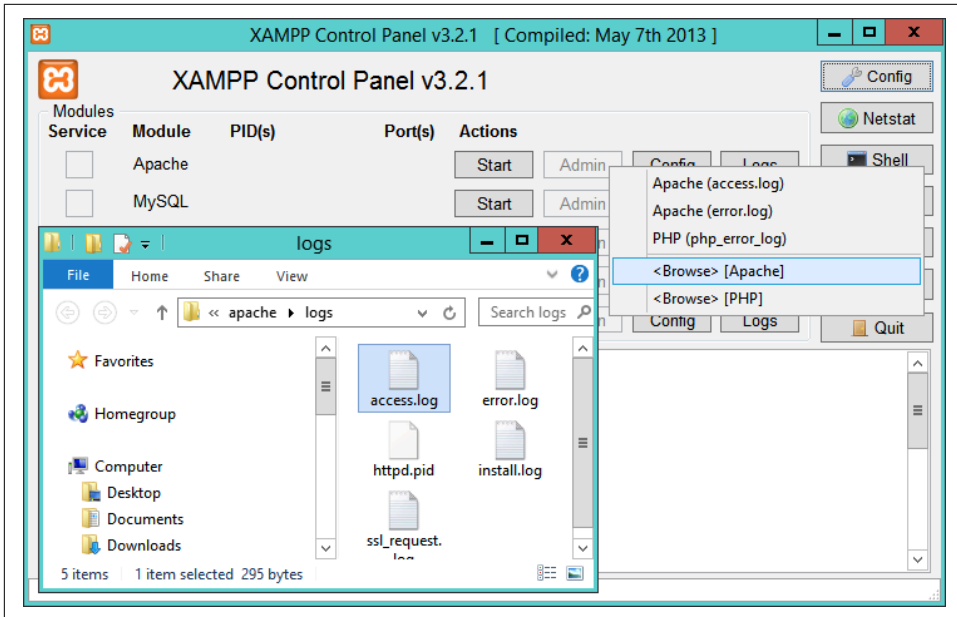 XAMPP Control Panel v3.2.1 [ Compiled: May 7th 2013 ]
XAMPP Control Panel v3.2.1
Config
Modules
Netstat
Service Module PID(s) Port(s) Actions
Apache Start Admin Config Logs Shell
MySQL Start Admin
Apache (access.log)
Apache (error.log)
PHP (php_error_log)
<Browse> [Apache]
<Browse> [PHP]
Config Logs
Quit
logs
File Home Share View
« apache logs Search logs
Favorites
Homegroup
Computer
Desktop
Documents
Downloads
access.log error.log
httpd.pid install.log
ssl_request.
log
5 items 1 item selected 295 bytes